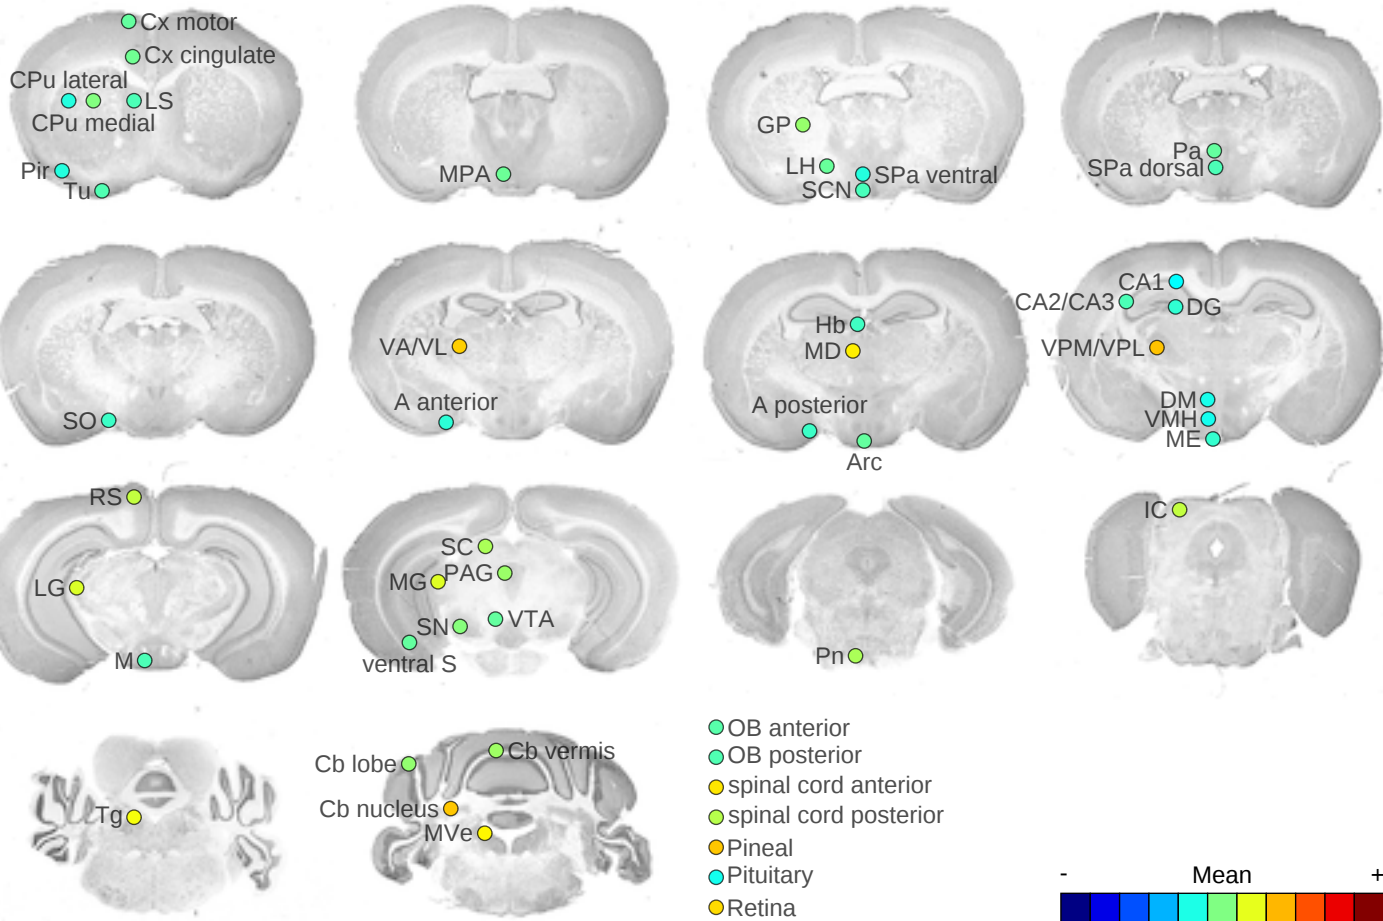 Cx motor
Cx cingulate
CPu lateral
LS
CPu medial
Pir
Tu
MPA
GP
LH
SPa ventral
SCN
Pa
SPa dorsal
SO
VA/VL
A anterior
Hb
MD
A posterior
Arc
CA1
CA2/CA3
DG
VPM/VPL
DM
VMH
ME
RS
LG
M
SC
PAG
MG
SN
VTA
ventral S
Pn
IC
Tg
Cb vermis
Cb lobe
Cb nucleus
MVe
OB anterior
OB posterior
spinal cord anterior
spinal cord posterior
Pineal
Pituitary
Retina
- Mean +